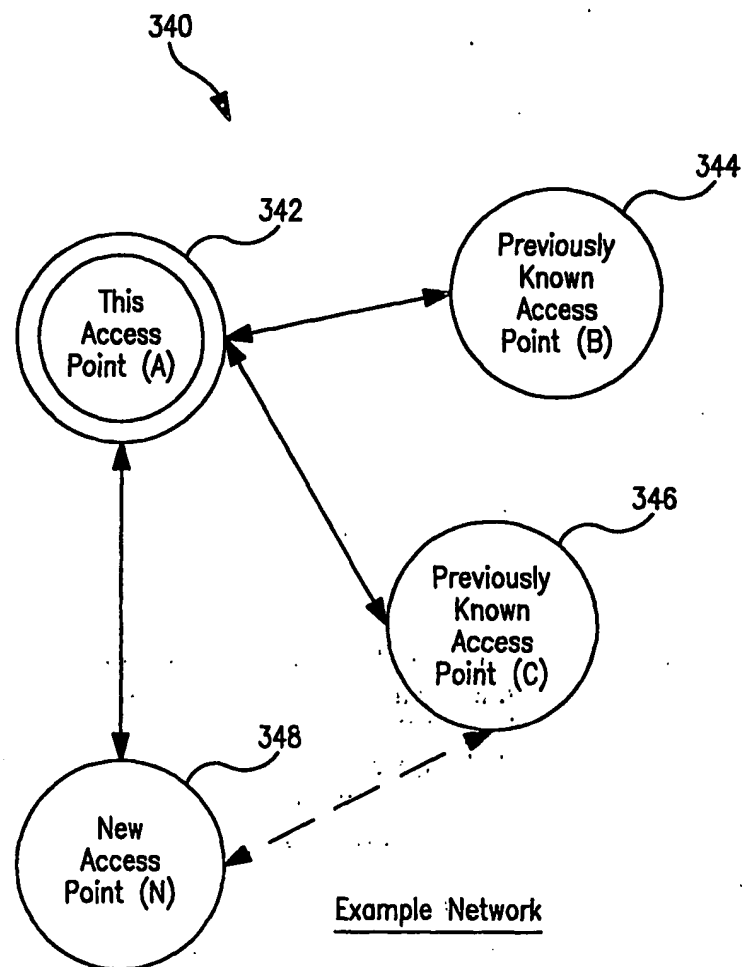 340
342
This
Access
Point (A)
344
Previously
Known
Access
Point (B)
346
Previously
Known
Access
Point (C)
348
New
Access
Point (N)
Example Network